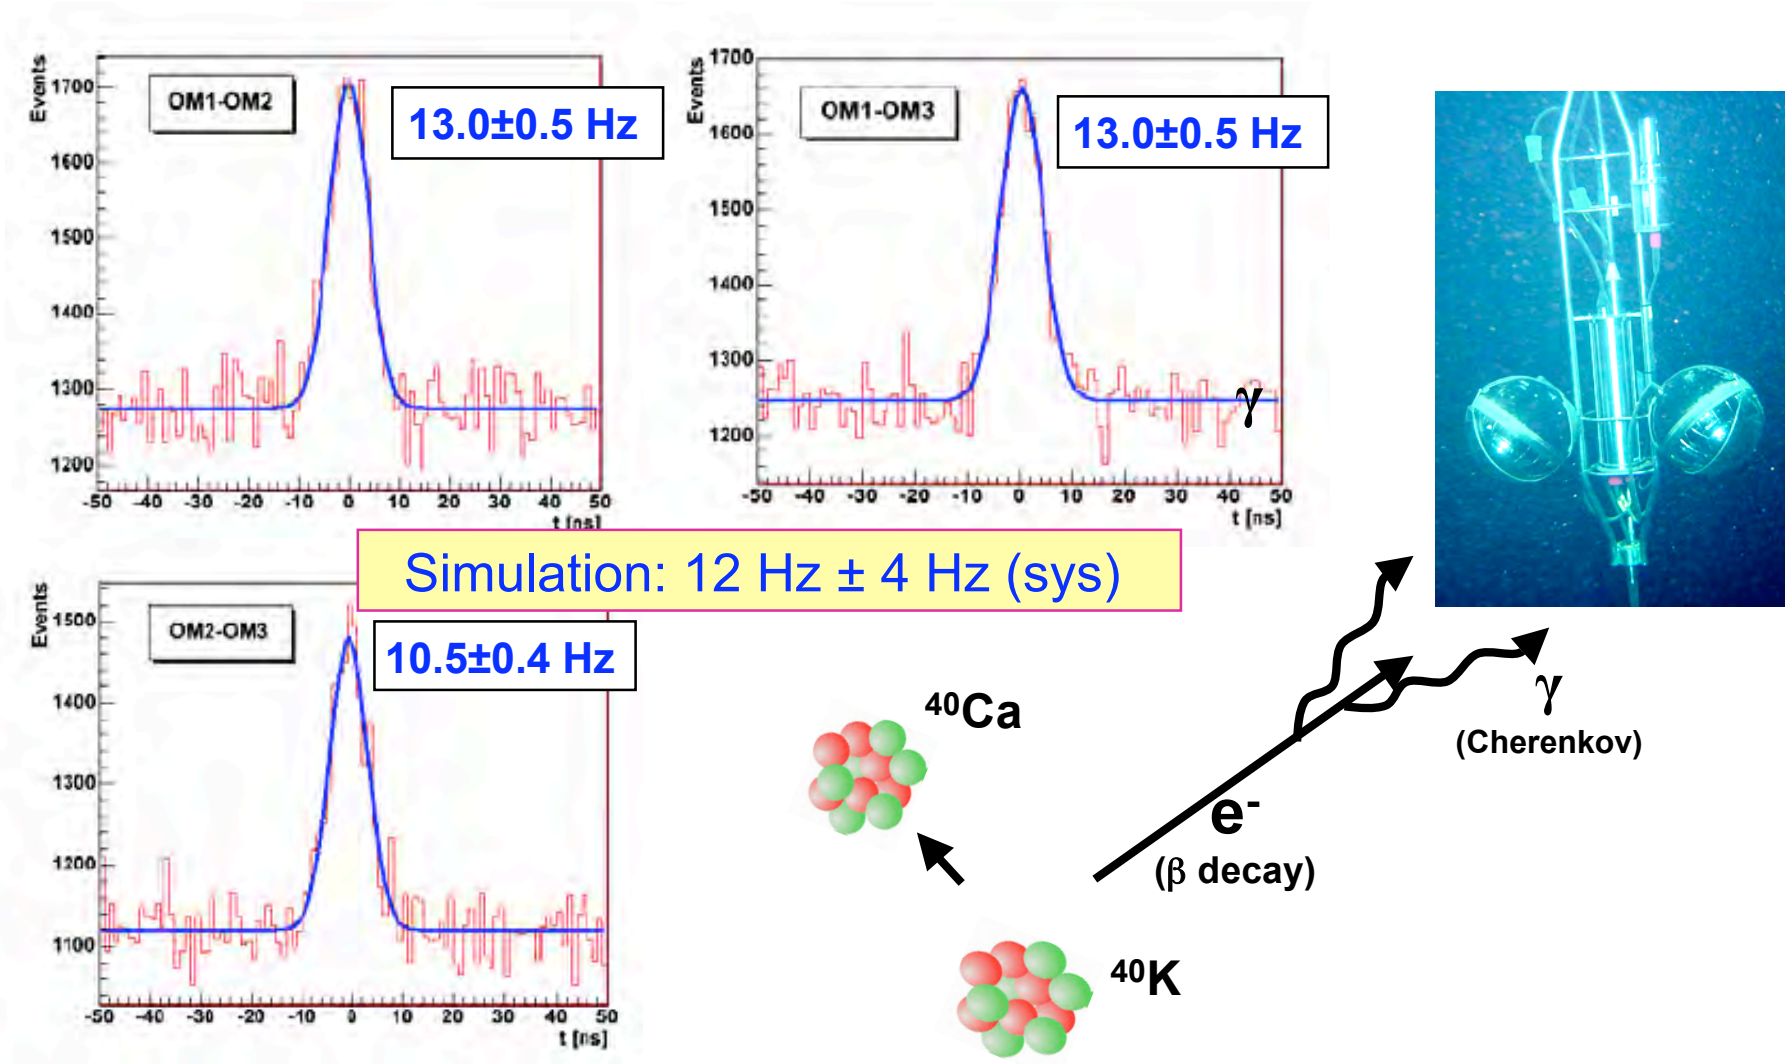 Events
1700
1600
1500
1400
1300
1200
OM1-OM2
13.0±0.5 Hz
-50 -40 -30 -20 -10 0 10 20 30 40 50
t [ns]
Events
1700
1600
1500
1400
1300
1200
OM1-OM3
13.0±0.5 Hz
γ
-50 -40 -30 -20 -10 0 10 20 30 40 50
t [ns]
Simulation: 12 Hz ± 4 Hz (sys)
Events
1500
1400
1300
1200
1100
OM2-OM3
10.5±0.4 Hz
-50 -40 -30 -20 -10 0 10 20 30 40 50
t [ns]
⁴⁰Ca
γ
(Cherenkov)
e⁻
(β decay)
⁴⁰K